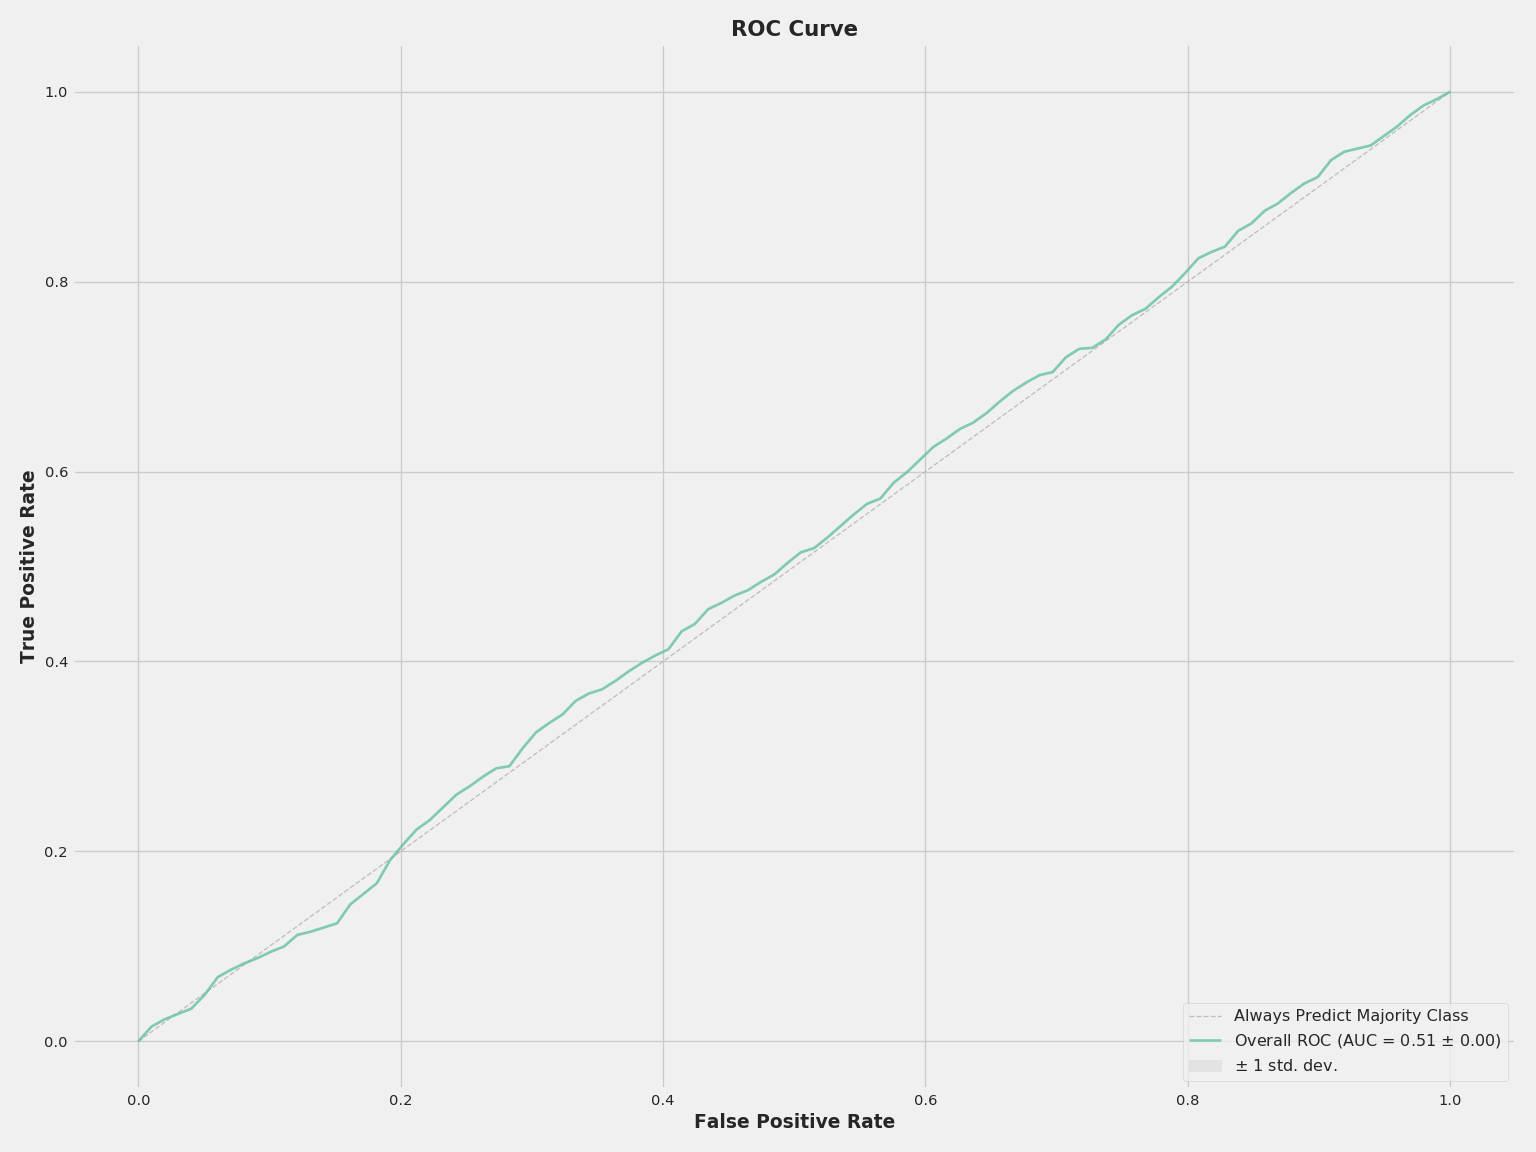 ROC Curve
1.0
0.8
0.6
0.4
0.2
0.0
True Positive Rate
0.0 0.2 0.4 0.6 0.8 1.0
False Positive Rate
Always Predict Majority Class
Overall ROC (AUC = 0.51 ± 0.00)
± 1 std. dev.